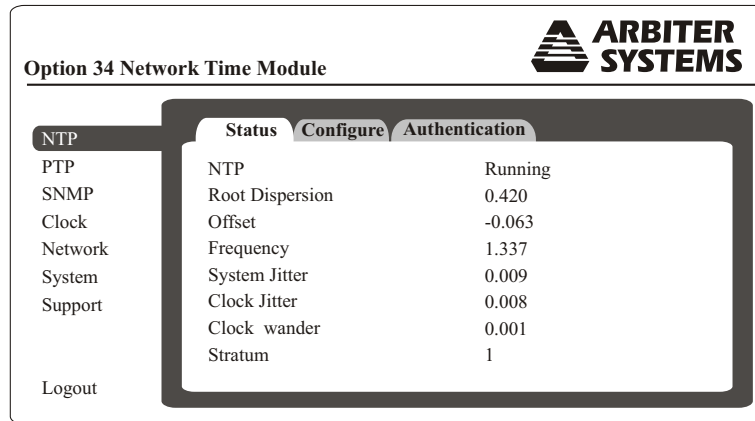 ARBITER
SYSTEMS
Option 34 Network Time Module
NTP
PTP
SNMP
Clock
Network
System
Support
Logout
Status Configure Authentication
NTP Running
Root Dispersion 0.420
Offset -0.063
Frequency 1.337
System Jitter 0.009
Clock Jitter 0.008
Clock wander 0.001
Stratum 1